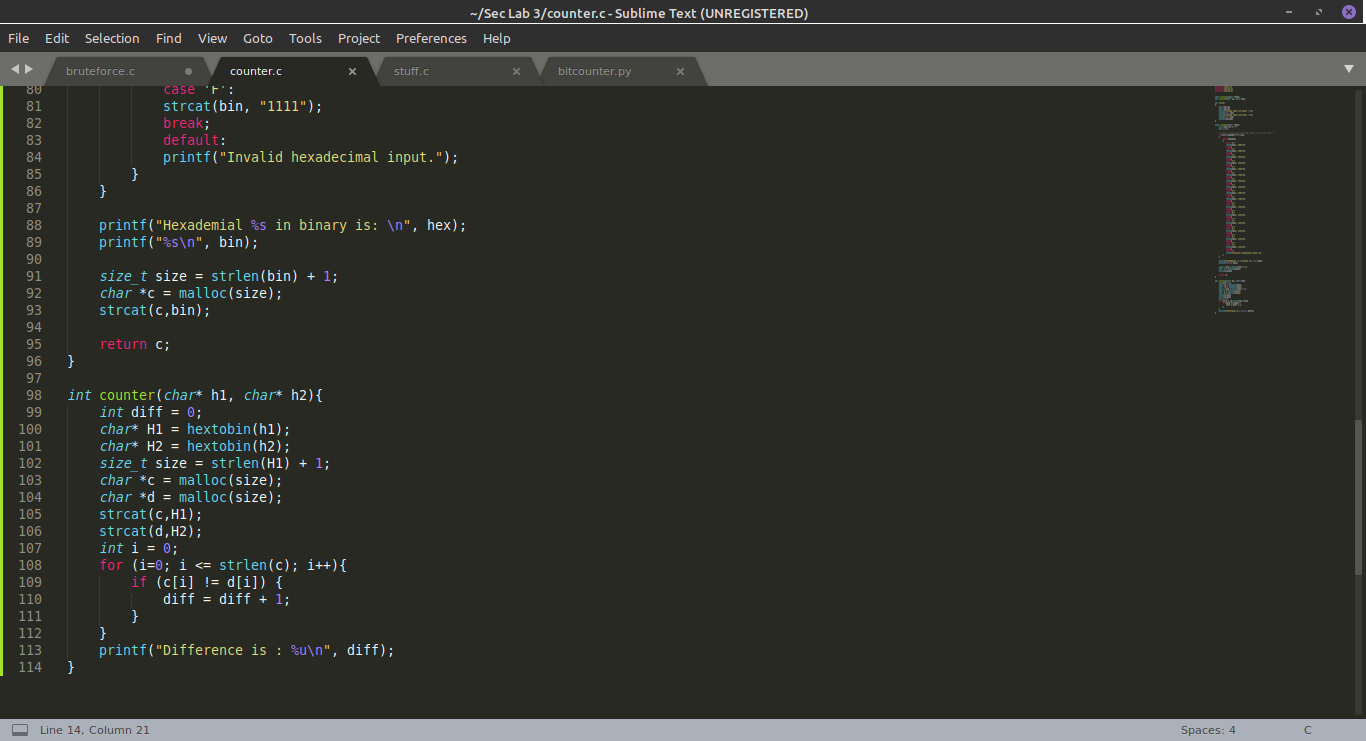 ~/Sec Lab 3/counter.c - Sublime Text (UNREGISTERED)
File Edit Selection Find View Goto Tools Project Preferences Help
bruteforce.c counter.c stuff.c bitcounter.py
80 case 'F':
81 strcat(bin, "1111");
82 break;
83 default:
84 printf("Invalid hexadecimal input.");
85 }
86 }
87
88 printf("Hexademial %s in binary is: \n", hex);
89 printf("%s\n", bin);
90
91 size_t size = strlen(bin) + 1;
92 char *c = malloc(size);
93 strcat(c,bin);
94
95 return c;
96 }
97
98 int counter(char* h1, char* h2){
99 int diff = 0;
100 char* H1 = hextobin(h1);
101 char* H2 = hextobin(h2);
102 size_t size = strlen(H1) + 1;
103 char *c = malloc(size);
104 char *d = malloc(size);
105 strcat(c,H1);
106 strcat(d,H2);
107 int i = 0;
108 for (i=0; i <= strlen(c); i++){
109 if (c[i] != d[i]) {
110 diff = diff + 1;
111 }
112 }
113 printf("Difference is : %u\n", diff);
114 }
Line 14, Column 21 Spaces: 4 C